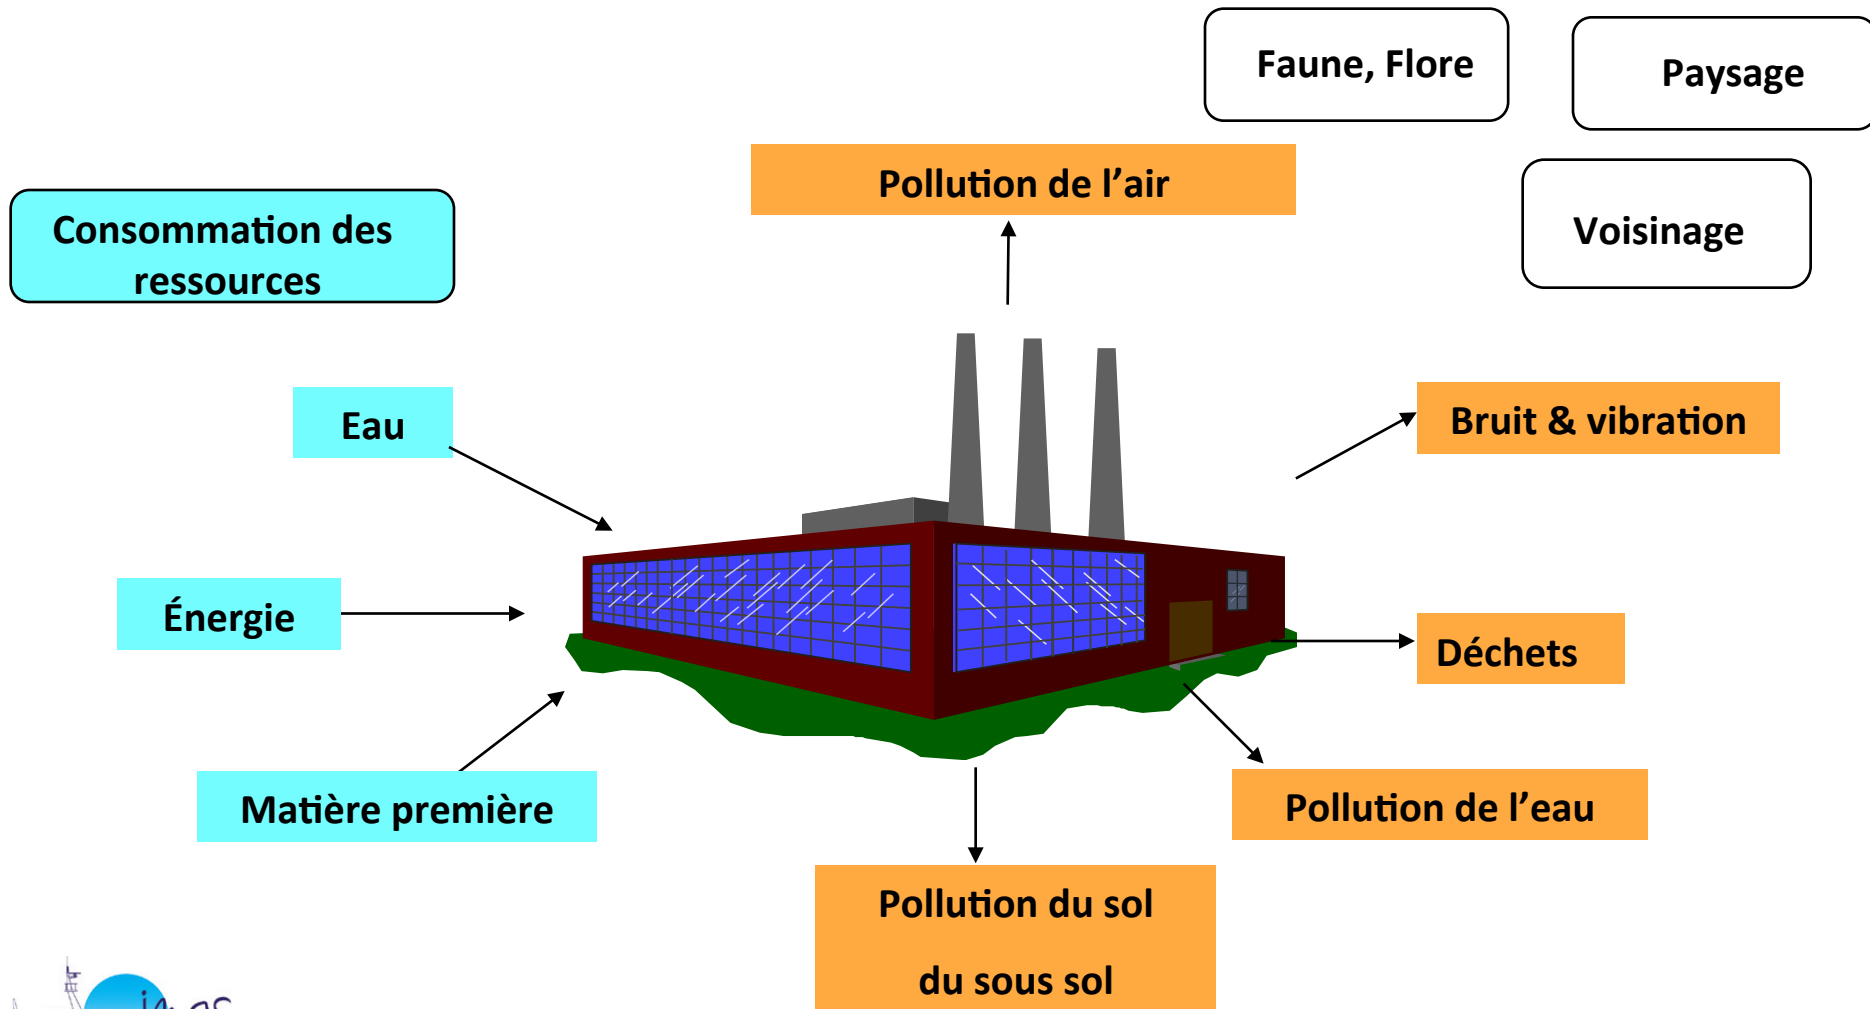 Faune, Flore
Paysage
Pollution de l’air
Voisinage
Consommation des
ressources
Eau
Bruit & vibration
Énergie
Déchets
Matière première
Pollution de l’eau
Pollution du sol
du sous sol